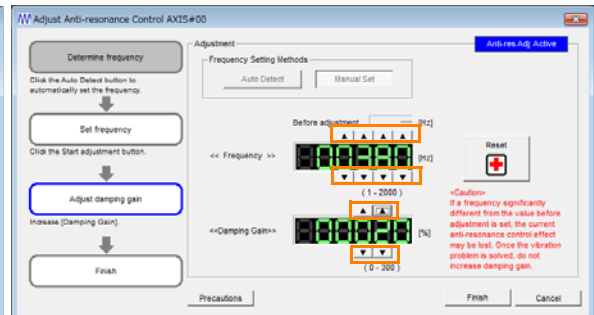 Adjust Anti-resonance Control AXIS#00
Adjustment
Anti-res Adj Active
Determine frequency
Frequency Setting Methods
Auto Detect
Manual Set
Click the Auto Detect button to
automatically set the frequency.
Before adjustment
---- [Hz]
Set frequency
Click the Start adjustment button.
<< Frequency >>
[Hz]
Reset
(1 - 2000)
Adjust damping gain
Increase [Damping Gain].
<<Damping Gain>>
[%]
(0 - 300)
<Caution>
If a frequency significantly
different from the value before
adjustment is set, the current
anti-resonance control effect
may be lost. Once the vibration
problem is solved, do not
increase damping gain.
Finish
Precautions
Finish
Cancel